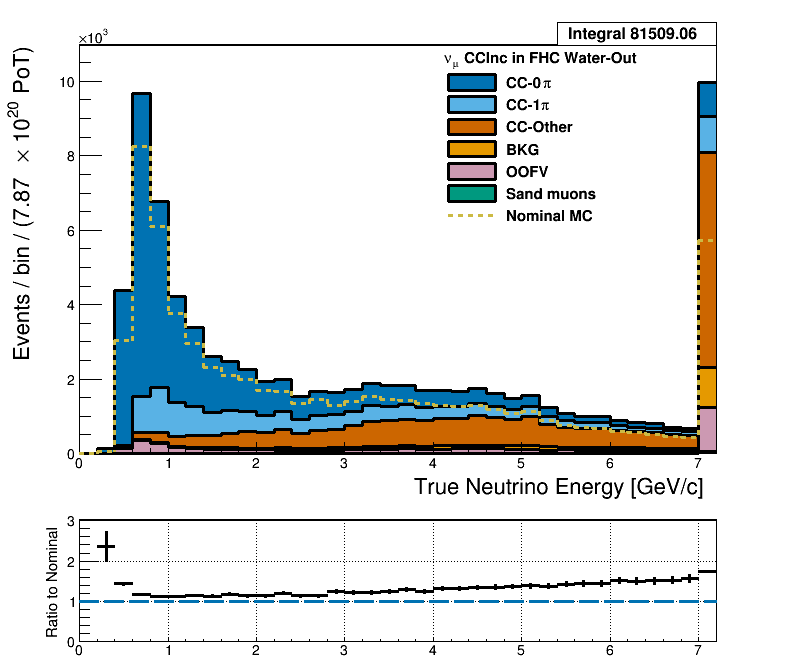 Integral 81509.06
×10³
ν_μ CCInc in FHC Water-Out
CC-0π
CC-1π
CC-Other
BKG
OOFV
Sand muons
Nominal MC
Events / bin / (7.87 × 10²⁰ PoT)
10
8
6
4
2
0
0 1 2 3 4 5 6 7
True Neutrino Energy [GeV/c]
Ratio to Nominal
3
2
1
0
0 1 2 3 4 5 6 7